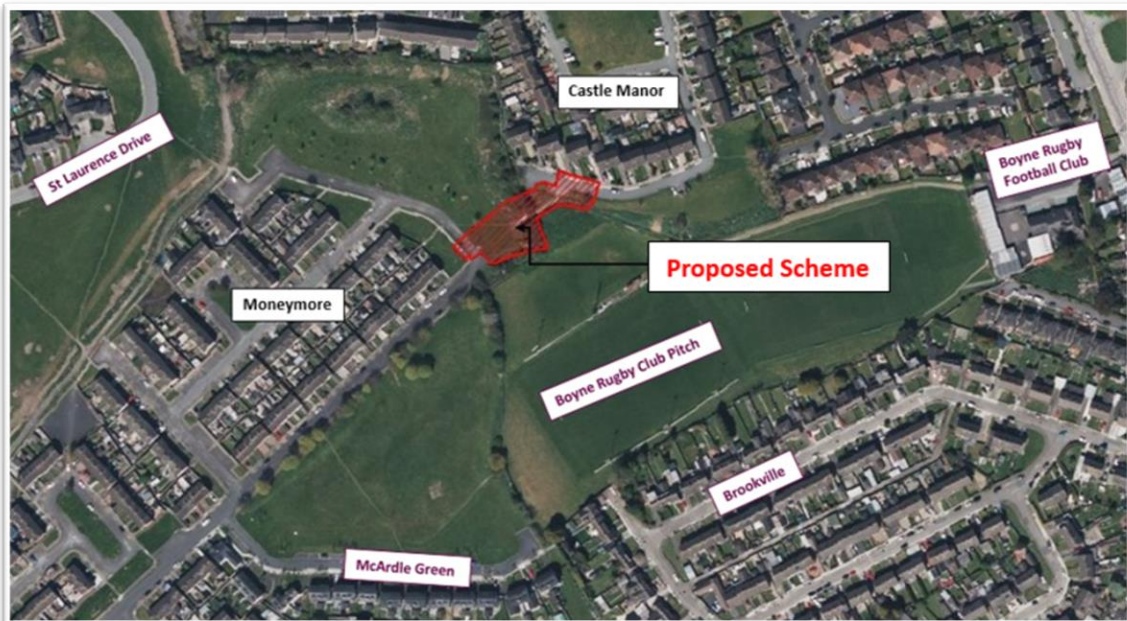 Castle Manor
St Laurence Drive
Boyne Rugby
Football Club
Proposed Scheme
Moneymore
Boyne Rugby Club Pitch
Brookville
McArdle Green